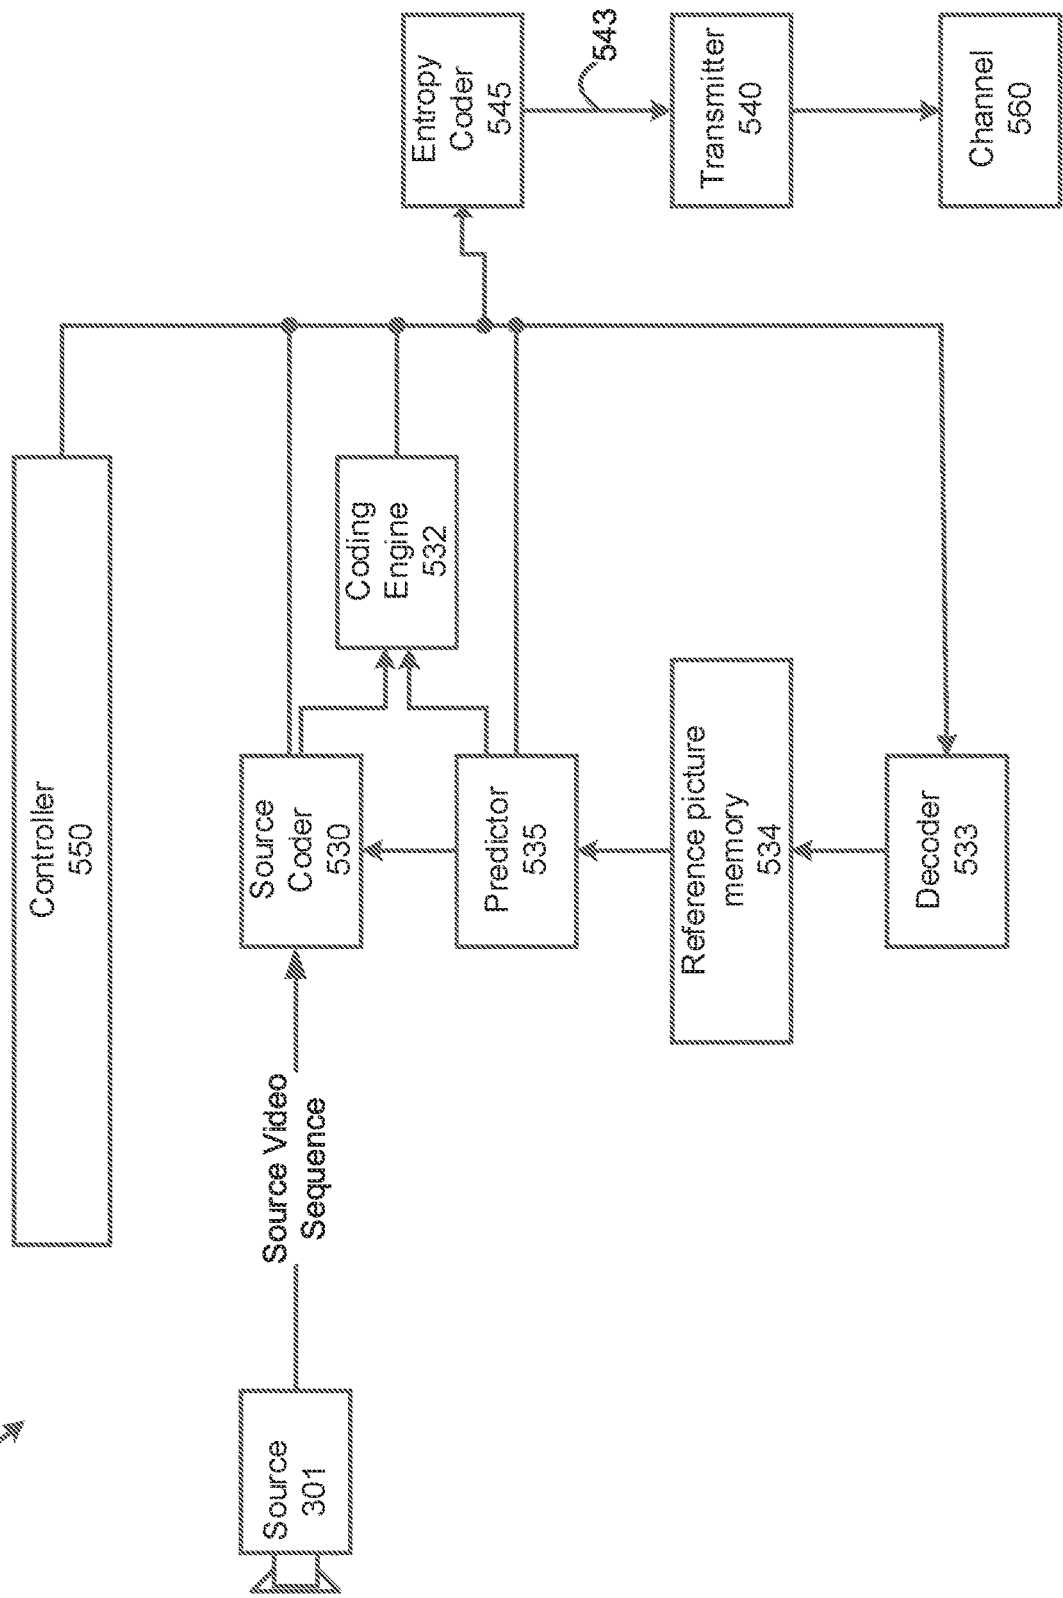 Controller
550
Source
301
Source Video
Sequence
Source
Coder
530
Coding
Engine
532
Predictor
535
Reference picture
memory
534
Decoder
533
Entropy
Coder
545
543
Transmitter
540
Channel
560